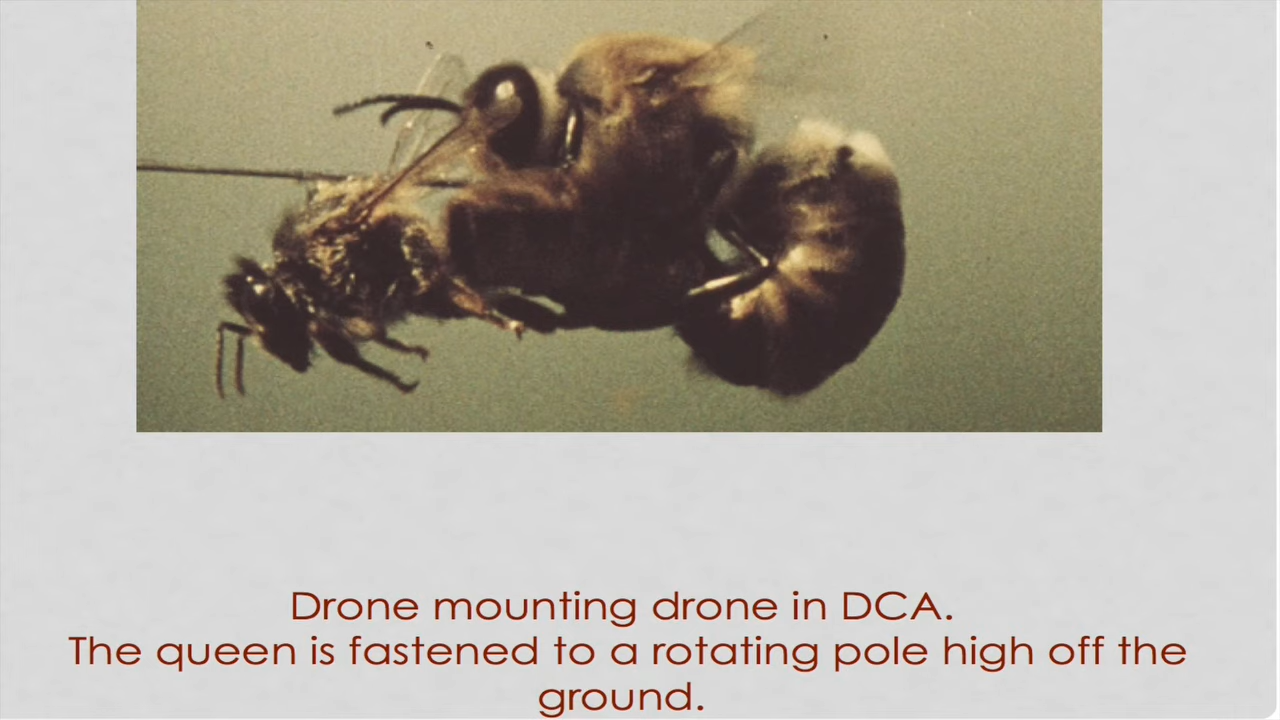 Drone mounting drone in DCA.
The queen is fastened to a rotating pole high off the
ground.